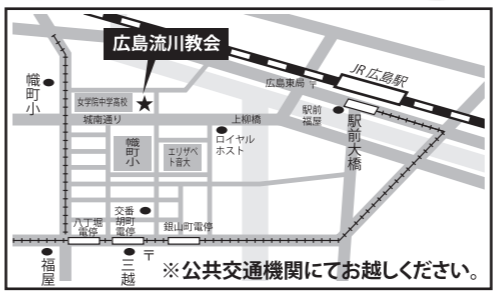 広島流川教会
JR広島駅
広島東局〒
幟町小
女学院中学高校
★
駅前
福屋
城南通り
上柳橋
駅前大橋
ロイヤル
ホスト
幟町小
エリザベ
ト音大
交番
八丁堀
電停
胡町
電停
銀山町電停
福屋
三越
〒
※公共交通機関にてお越しください。